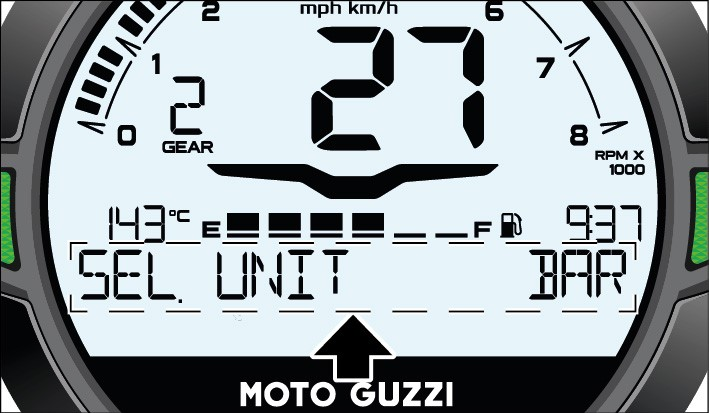 mph km/h
2
6
1
7
27
2
GEAR
0
8
RPM X
1000
143°C
E
F
9:37
SEL. UNIT BAR
MOTO GUZZI